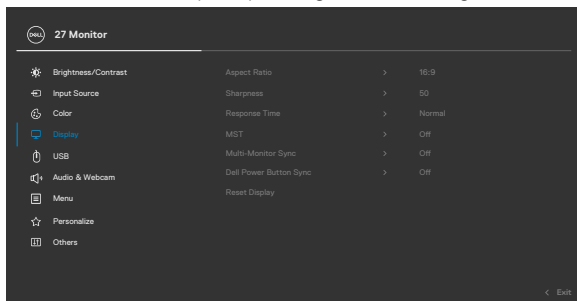 DELL 27 Monitor
Brightness/Contrast Aspect Ratio > 16:9
Input Source Sharpness > 50
Color Response Time > Normal
Display MST > Off
USB Multi-Monitor Sync > Off
Audio & Webcam Dell Power Button Sync > Off
Menu Reset Display
Personalize
Others
< Exit